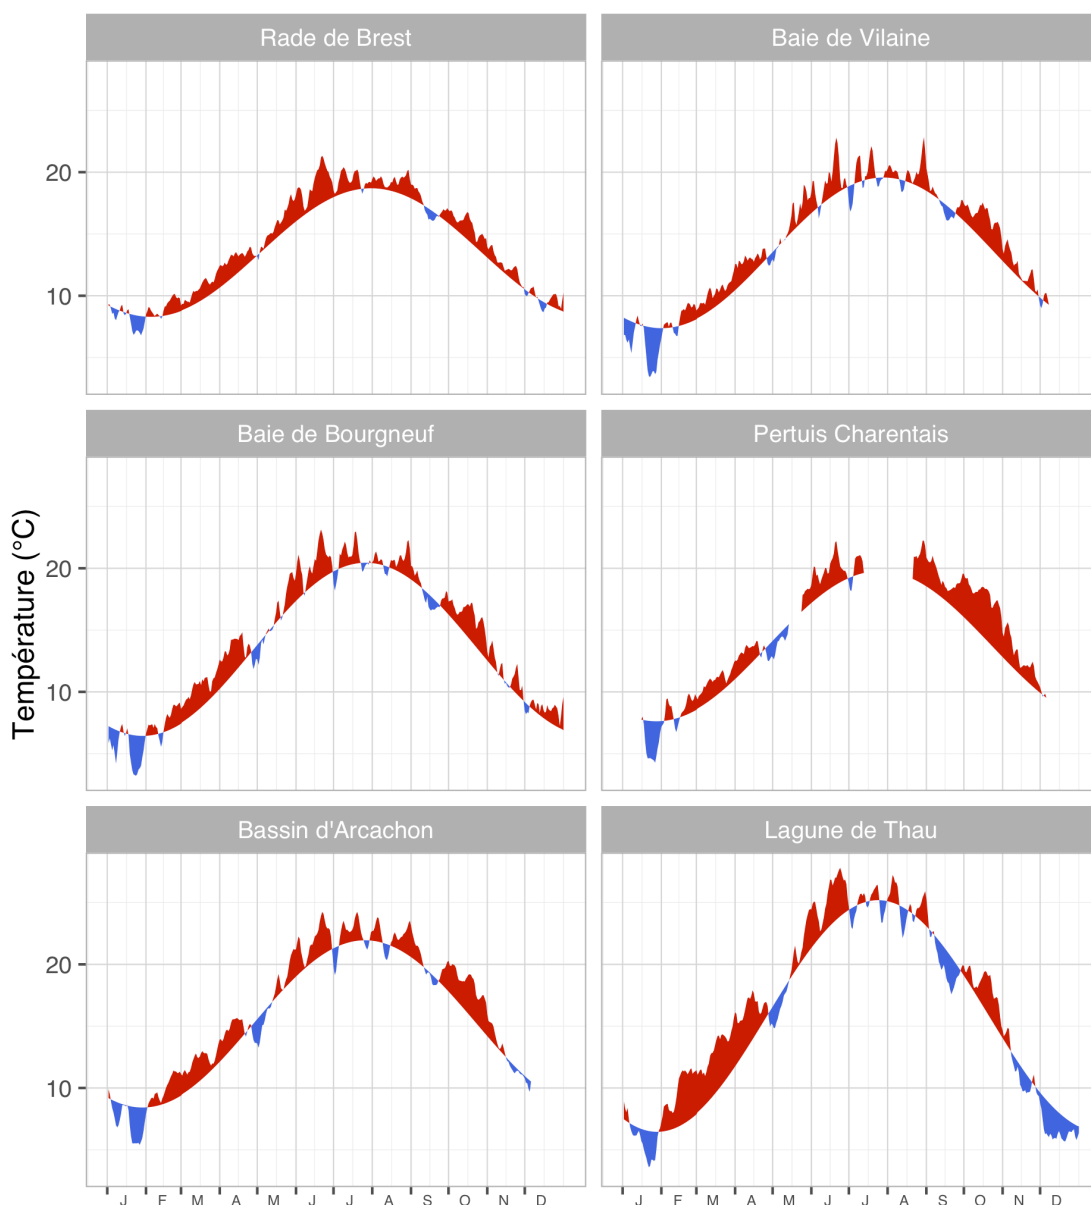 Rade de Brest
Baie de Vilaine
20
10
Baie de Bourgneuf
Pertuis Charentais
Température (°C)
20
10
Bassin d'Arcachon
Lagune de Thau
20
10
J F M A M J J A S O N D
J F M A M J J A S O N D